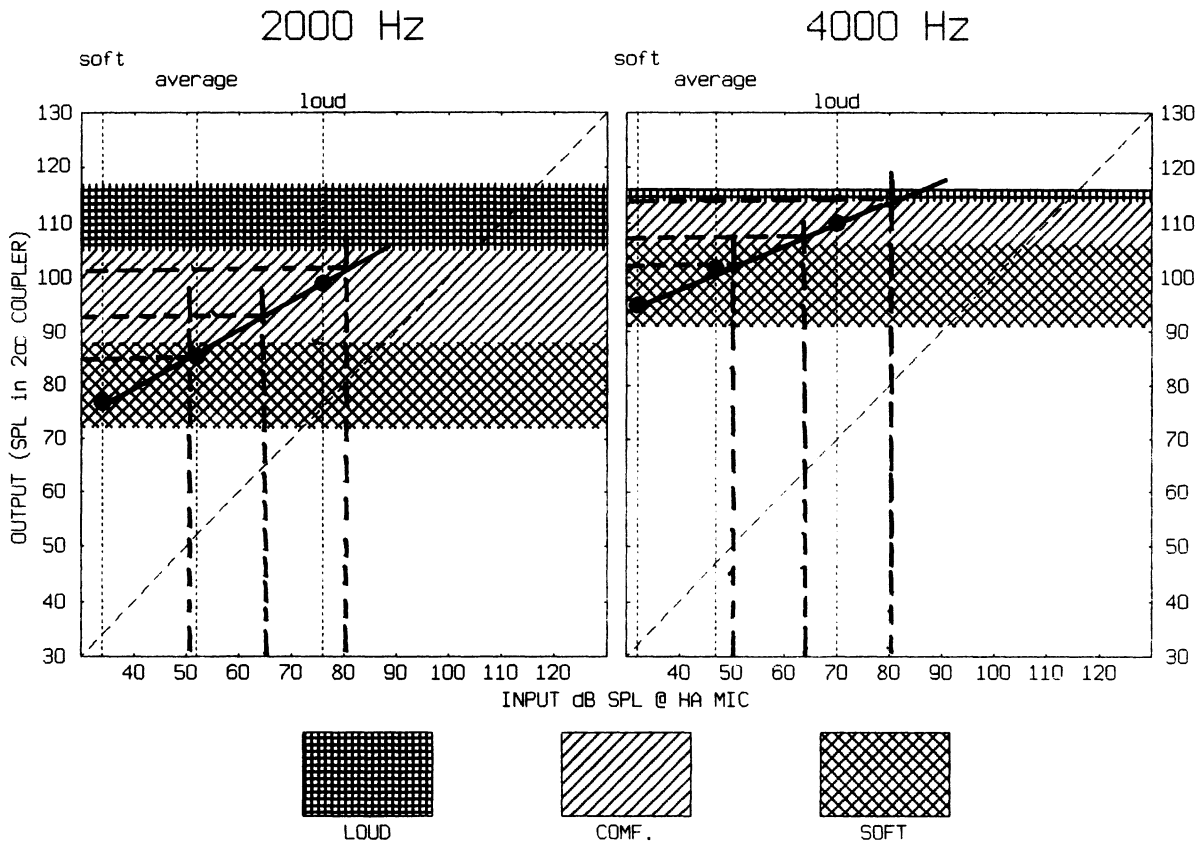 2000 Hz
4000 Hz
soft
average
loud
soft
average
loud
130
120
110
100
90
80
70
60
50
40
30
OUTPUT (SPL in 2cc COUPLER)
130
120
110
100
90
80
70
60
50
40
30
40 50 60 70 80 90 100 110 120
40 50 60 70 80 90 100 110 120
INPUT dB SPL @ HA MIC
LOUD
COMF.
SOFT